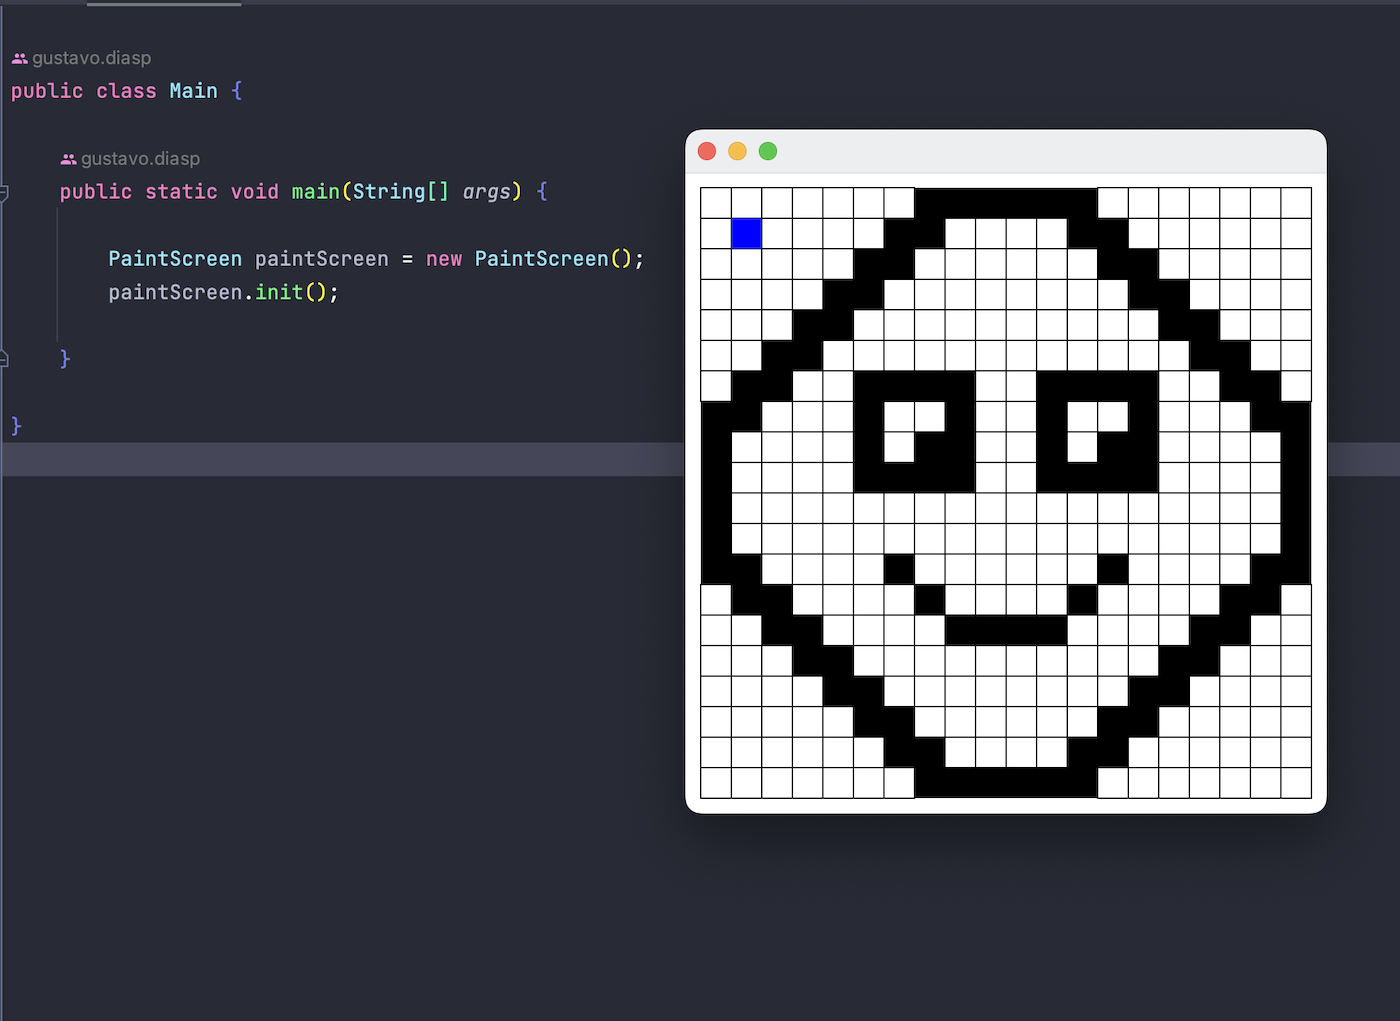 gustavo.diasp
public class Main {
gustavo.diasp
public static void main(String[] args) {
PaintScreen paintScreen = new PaintScreen();
paintScreen.init();
}
}